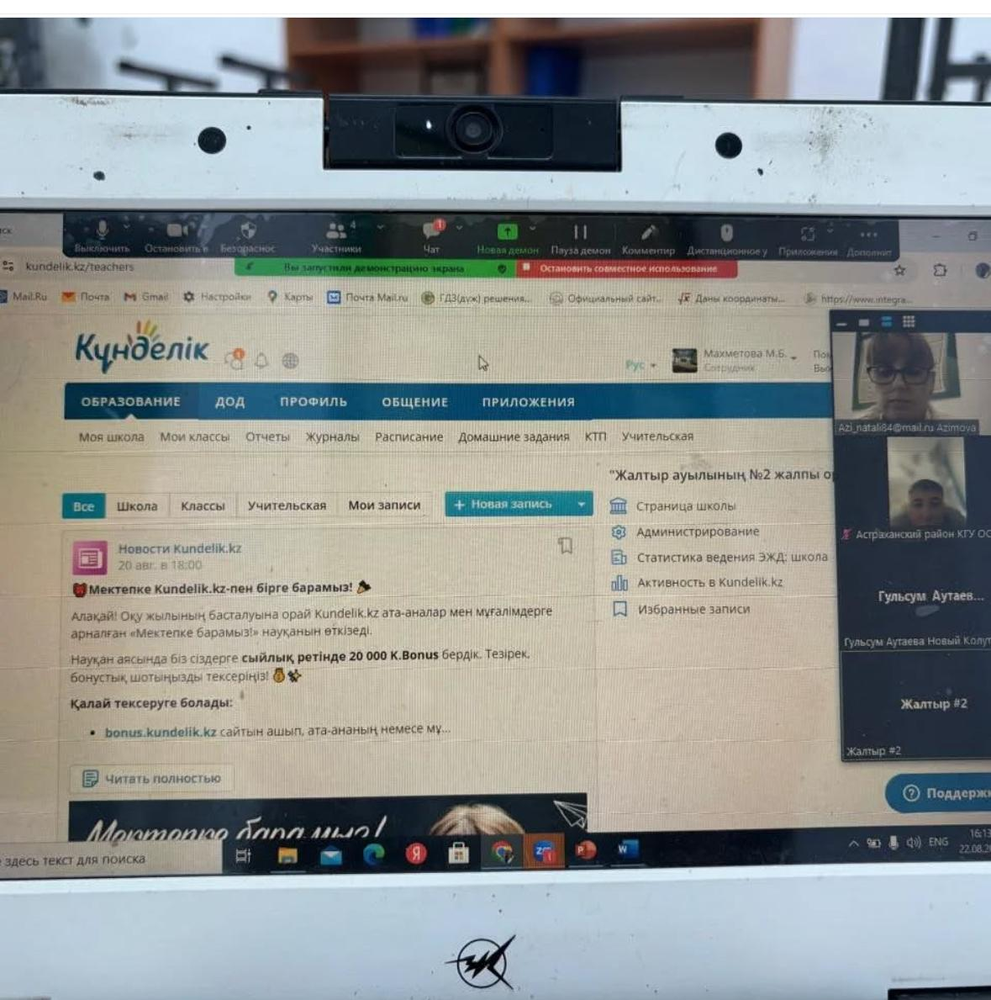 4
1
Выключить
Остановить в
Безопаснос
Участники
Чат
Новая демон
Пауза демон
Комментир
Дистанционное у
Приложения
Дополнит
kundelik.kz/teachers
Вы запустили демонстрацию экрана
Остановить совместное использование
Mail.Ru
Почта
Gmail
Настройки
Карты
Почта Mail.ru
ГДЗ(дуж) решения...
Официальный сайт...
Даны координаты...
https://www.integra...
Күнделік
1
Рус
Махметова М.Б.
Сотрудник
ОБРАЗОВАНИЕ
ДОД
ПРОФИЛЬ
ОБЩЕНИЕ
ПРИЛОЖЕНИЯ
Моя школа
Мои классы
Отчеты
Журналы
Расписание
Домашние задания
КТП
Учительская
Все
Школа
Классы
Учительская
Мои записи
+ Новая запись
Новости Kundelik.kz
20 авг. в 18:00
Мектепке Kundelik.kz-пен бірге барамыз!
Алақай! Оқу жылының басталуына орай Kundelik.kz ата-аналар мен мұғалімдерге
арналған «Мектепке барамыз!» науқанын өткізеді.
Науқан аясында біз сіздерге сыйлық ретінде 20 000 K.Bonus бердік. Тезірек,
бонустық шотыңызды тексеріңіз!
Қалай тексеруге болады:
• bonus.kundelik.kz сайтын ашып, ата-ананың немесе мұ...
Читать полностью
Мектепке барамыз!
"Жалтыр ауылының №2 жалпы о
Страница школы
Администрирование
Статистика ведения ЭЖД: школа
Активность в Kundelik.kz
Избранные записи
Azi_natali84@mail.ru Azimova
Астраханский район КГУ ОС
Гульсум Аутаев...
Гульсум Аутаева Новый Колут
Жалтыр #2
Жалтыр #2
Поддержк
здесь текст для поиска
ENG
16:13
22.08.2